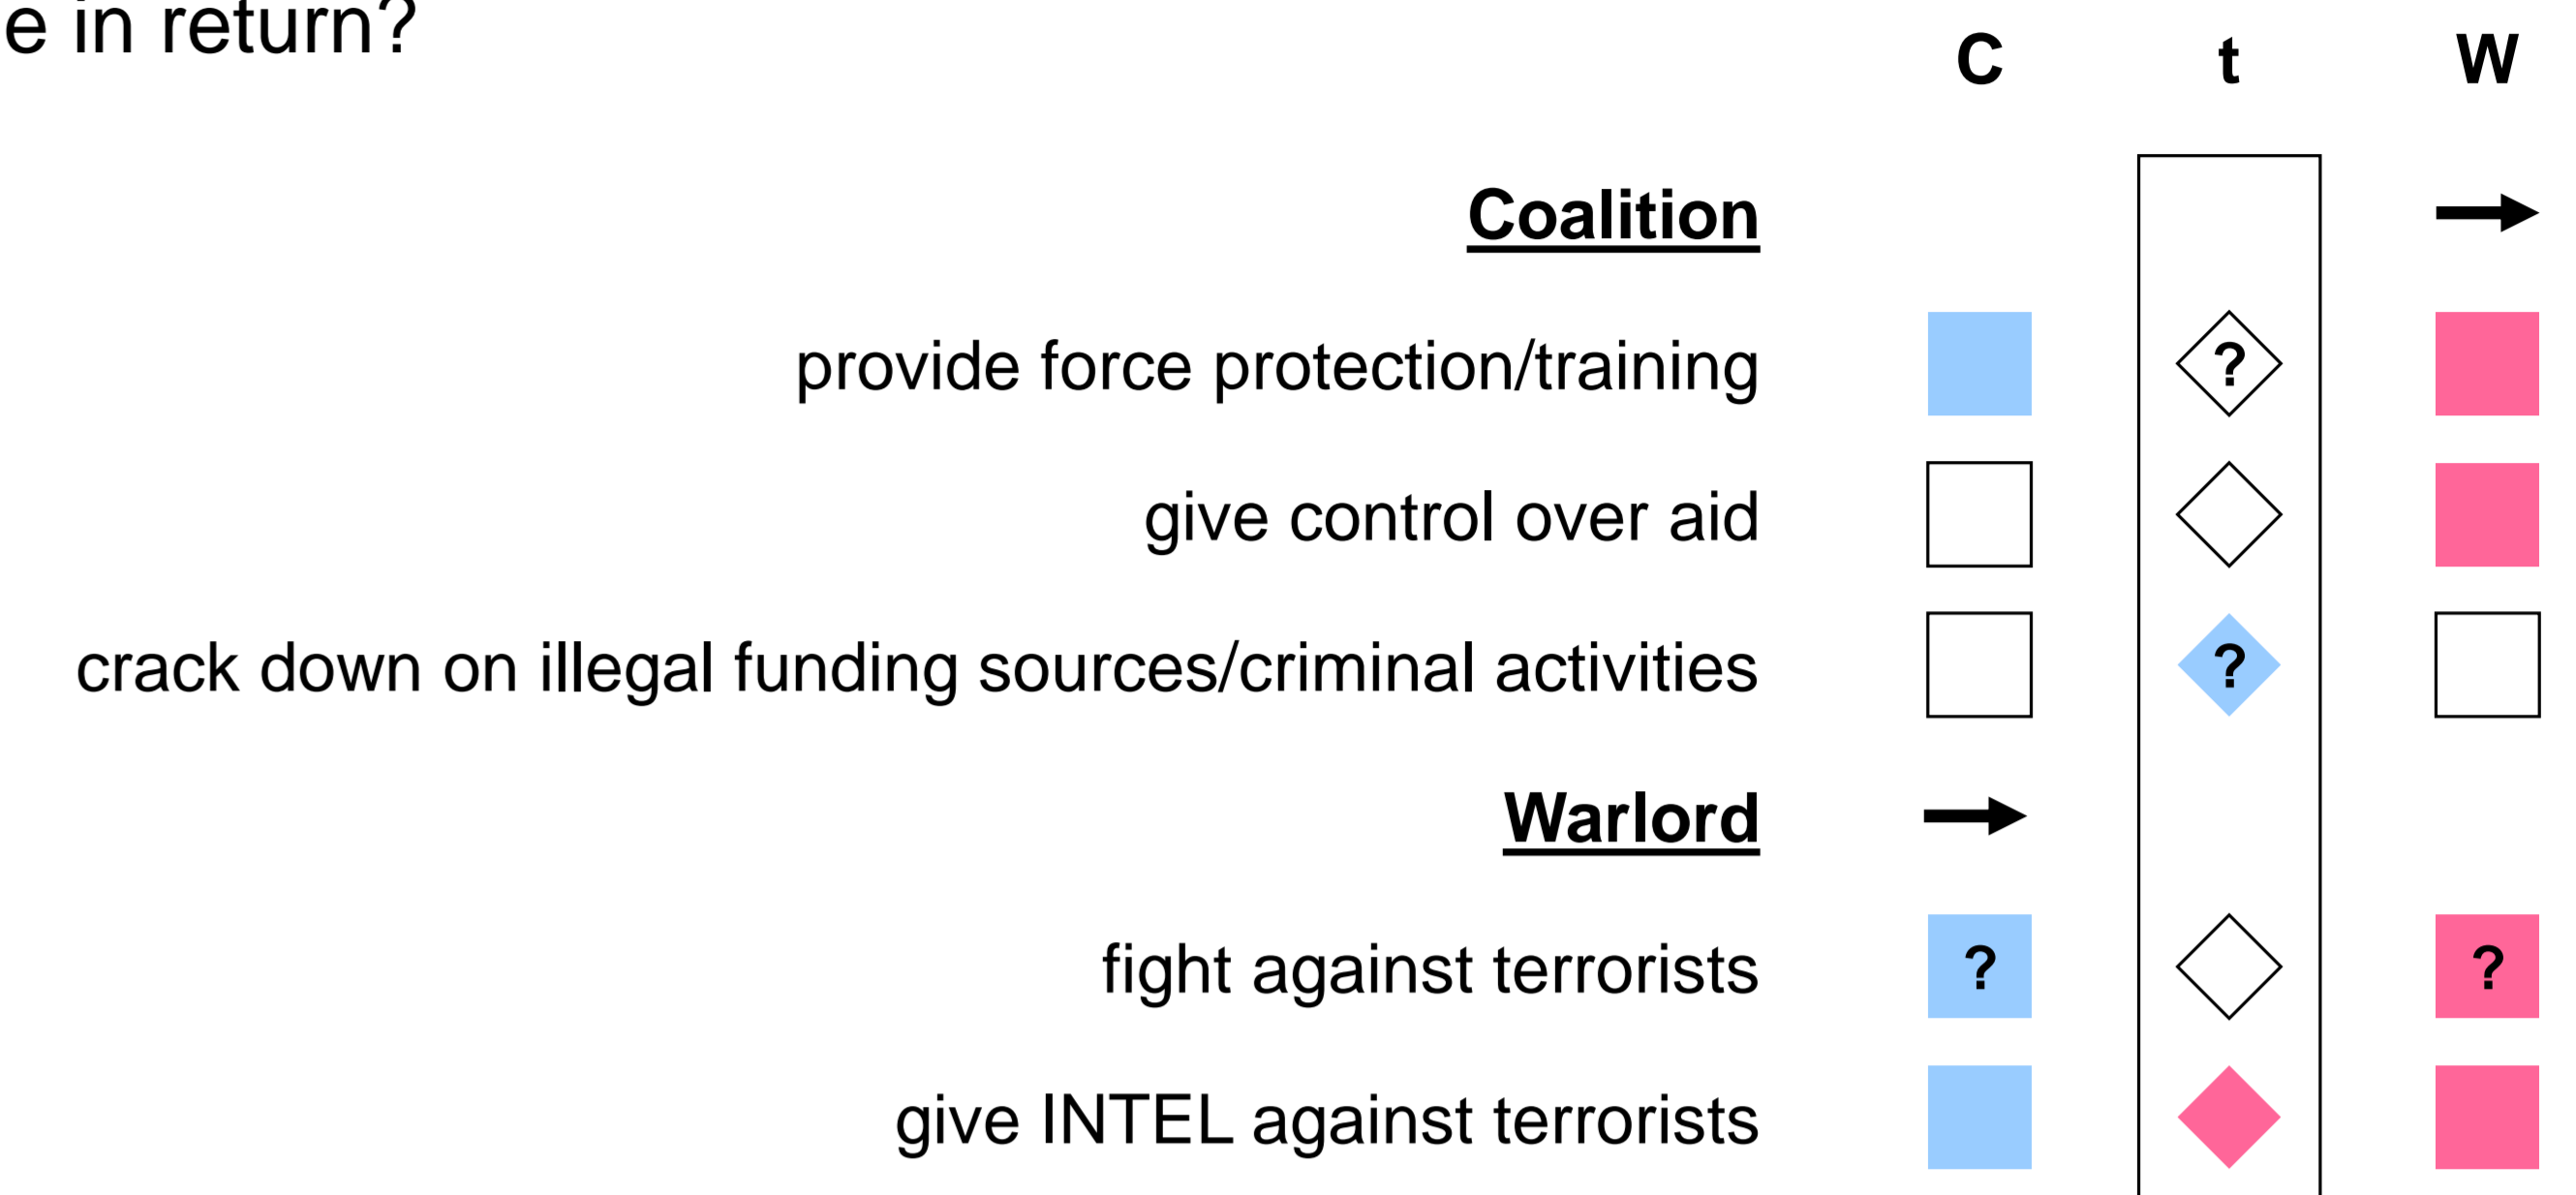 e in return?
C t W
Coalition
provide force protection/training ?
give control over aid
crack down on illegal funding sources/criminal activities ?
Warlord
fight against terrorists ? ?
give INTEL against terrorists